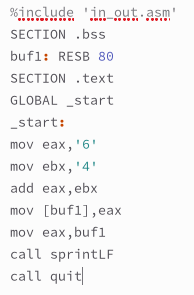 %include 'in_out.asm'
SECTION .bss
buf1: RESB 80
SECTION .text
GLOBAL _start
_start:
mov eax,'6'
mov ebx,'4'
add eax,ebx
mov [buf1],eax
mov eax,buf1
call sprintLF
call quit